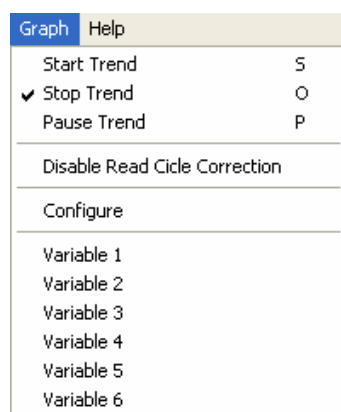 Graph Help
Start Trend S
✔ Stop Trend O
Pause Trend P
Disable Read Cicle Correction
Configure
Variable 1
Variable 2
Variable 3
Variable 4
Variable 5
Variable 6